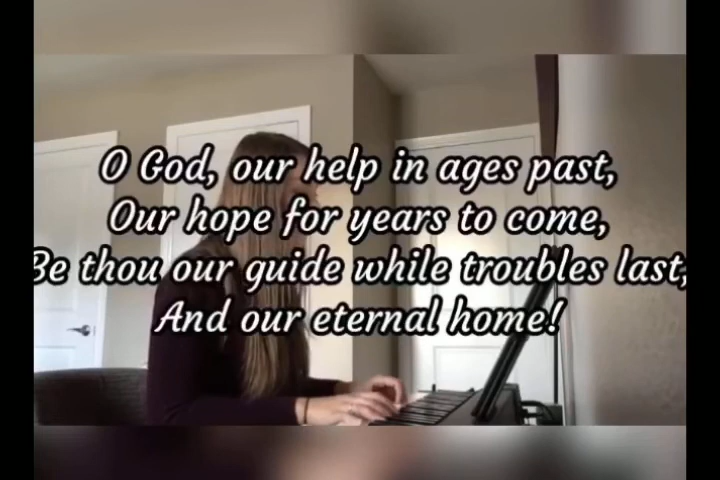 O God, our help in ages past,
Our hope for years to come,
Be thou our guide while troubles last,
And our eternal home!